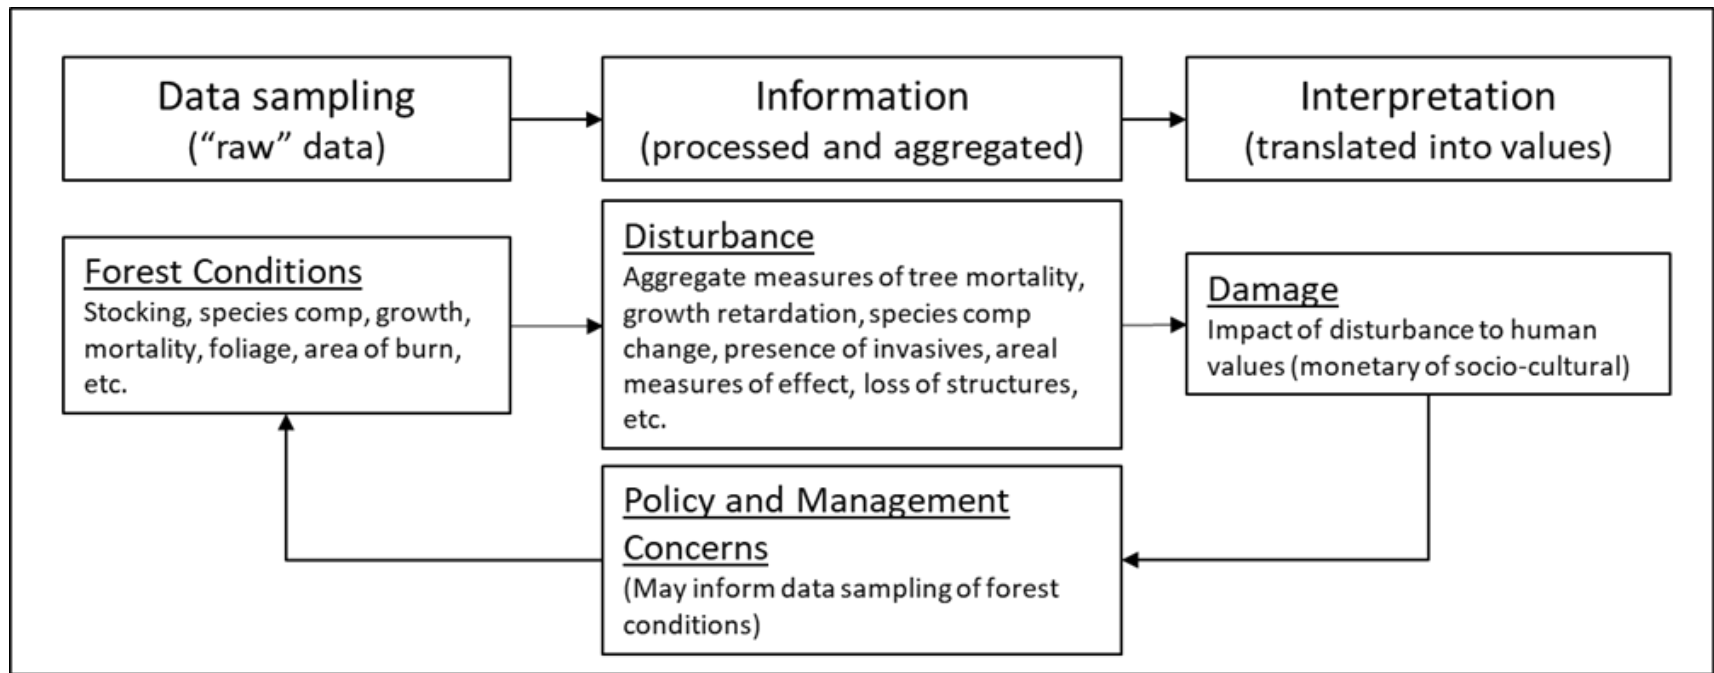 Data sampling
(“raw” data)
Information
(processed and aggregated)
Interpretation
(translated into values)
Forest Conditions
Stocking, species comp, growth,
mortality, foliage, area of burn,
etc.
Disturbance
Aggregate measures of tree mortality,
growth retardation, species comp
change, presence of invasives, areal
measures of effect, loss of structures,
etc.
Damage
Impact of disturbance to human
values (monetary of socio-cultural)
Policy and Management
Concerns
(May inform data sampling of forest
conditions)